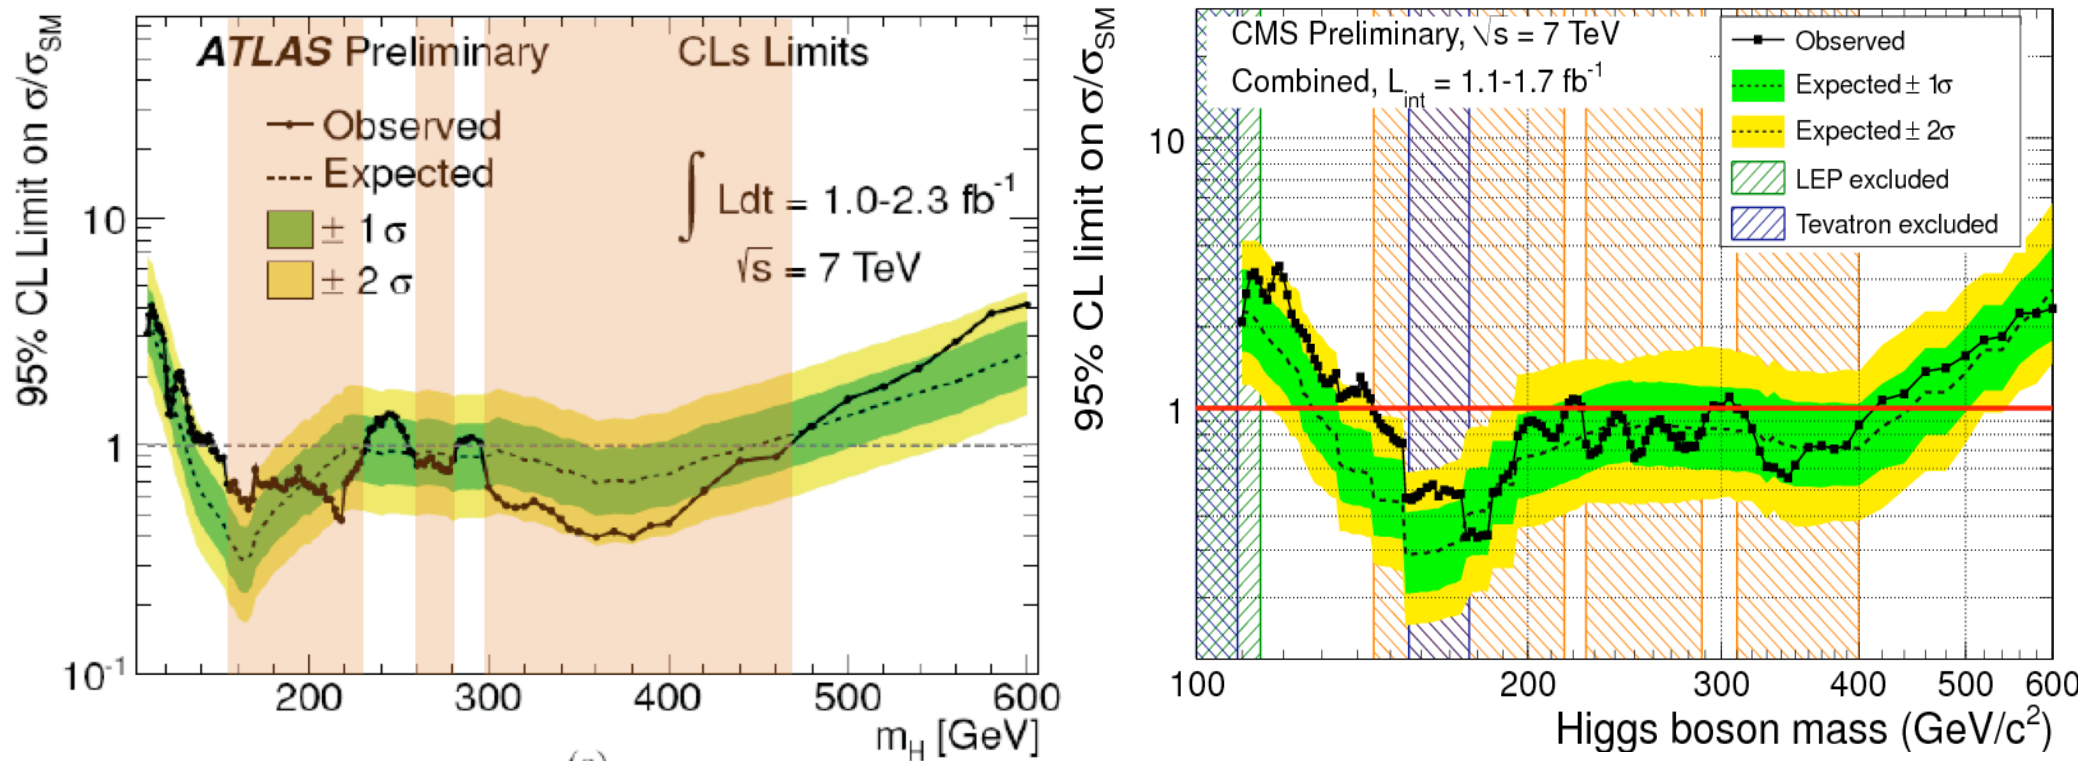 95% CL Limit on σ/σSM
ATLAS Preliminary
CLs Limits
Observed
Expected
± 1 σ
± 2 σ
∫ Ldt = 1.0-2.3 fb-1
√s = 7 TeV
10
1
10-1
200 300 400 500 600
mH [GeV]
95% CL limit on σ/σSM
CMS Preliminary, √s = 7 TeV
Combined, Lint = 1.1-1.7 fb-1
Observed
Expected ± 1σ
Expected ± 2σ
LEP excluded
Tevatron excluded
10
1
100 200 300 400 500 600
Higgs boson mass (GeV/c2)